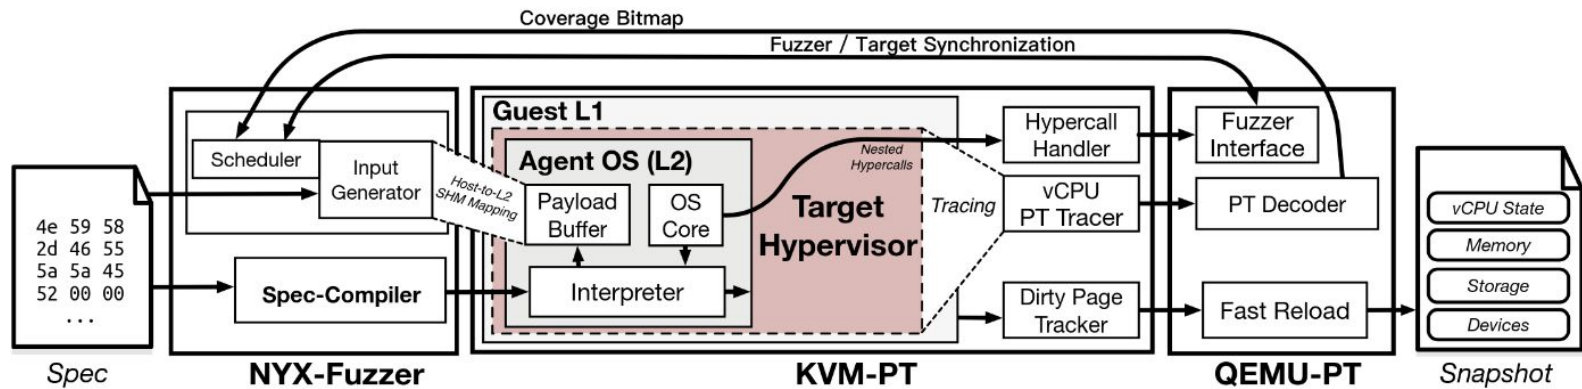 Coverage Bitmap
Fuzzer / Target Synchronization
4e 59 58
2d 46 55
5a 5a 45
52 00 00
...
Spec
Scheduler
Input
Generator
Spec-Compiler
NYX-Fuzzer
Host-to-L2
SHM Mapping
Guest L1
Agent OS (L2)
Payload
Buffer
OS
Core
Interpreter
Nested
Hypercalls
Target
Hypervisor
Tracing
Hypercall
Handler
vCPU
PT Tracer
Dirty Page
Tracker
KVM-PT
Fuzzer
Interface
PT Decoder
Fast Reload
QEMU-PT
vCPU State
Memory
Storage
Devices
Snapshot